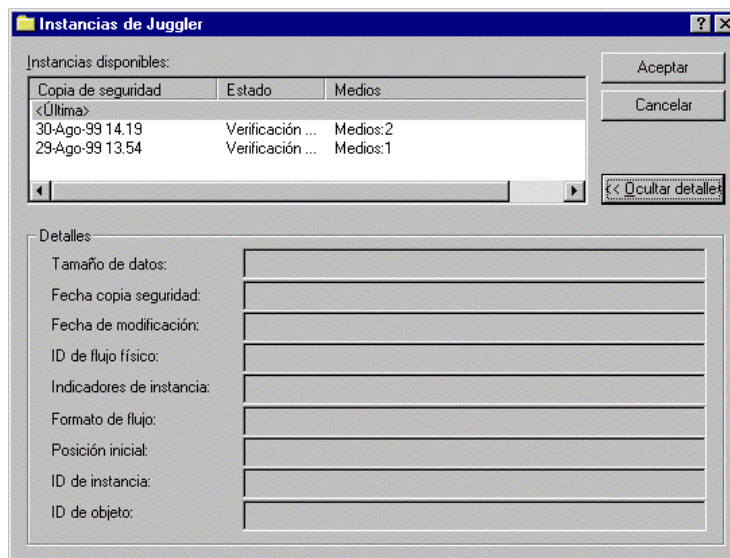 Instancias de Juggler
Instancias disponibles:
Copia de seguridad Estado Medios
<Última>
30-Ago-99 14.19 Verificación ... Medios:2
29-Ago-99 13.54 Verificación ... Medios:1
Aceptar
Cancelar
<< Ocultar detalles
Detalles
Tamaño de datos:
Fecha copia seguridad:
Fecha de modificación:
ID de flujo físico:
Indicadores de instancia:
Formato de flujo:
Posición inicial:
ID de instancia:
ID de objeto: